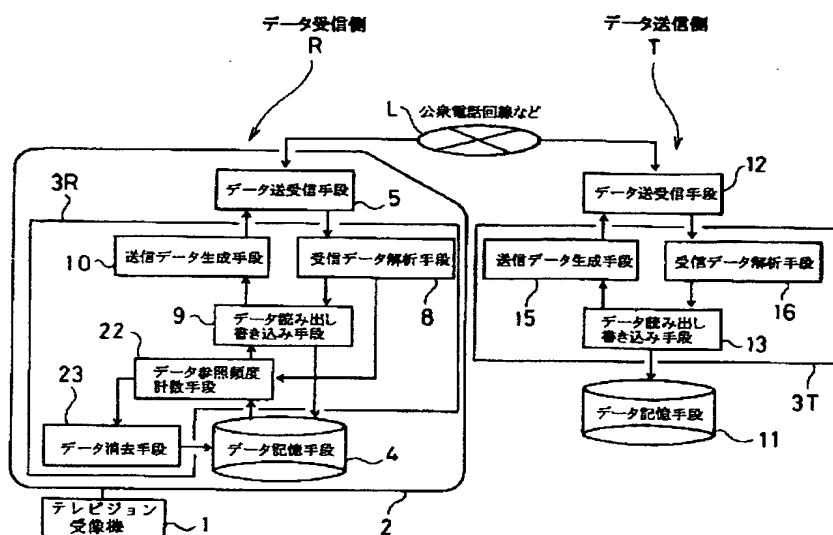 データ受信側
R
データ送信側
T
L 公衆電話回線など
3R
データ送受信手段
5
データ送受信手段
12
10
送信データ生成手段
受信データ解析手段
8
送信データ生成手段
15
受信データ解析手段
16
9
データ読み出し
書き込み手段
データ読み出し
書き込み手段
13
3T
22
データ参照頻度
計数手段
23
データ消去手段
データ記憶手段
4
データ記憶手段
11
テレビジョン
受像機
1
2